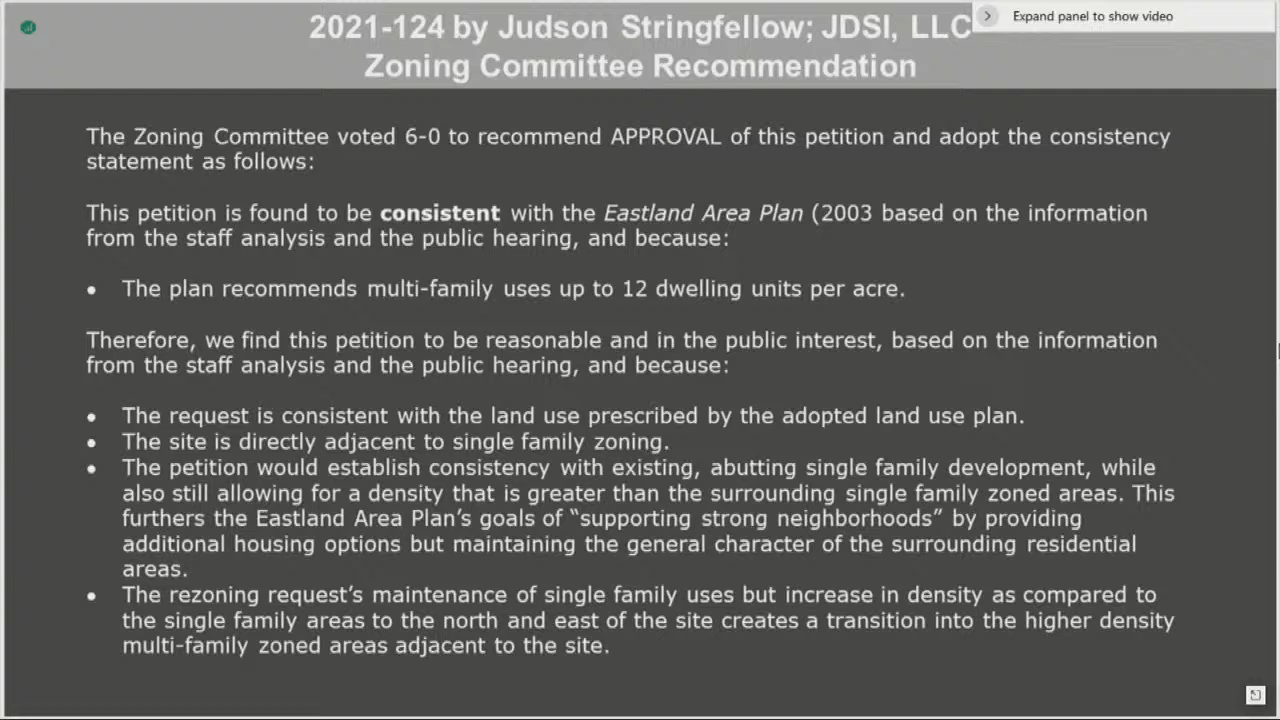 2021-124 by Judson Stringfellow; JDSI, LLC
Expand panel to show video
Zoning Committee Recommendation
The Zoning Committee voted 6-0 to recommend APPROVAL of this petition and adopt the consistency
statement as follows:
This petition is found to be consistent with the Eastland Area Plan (2003 based on the information
from the staff analysis and the public hearing, and because:
• The plan recommends multi-family uses up to 12 dwelling units per acre.
Therefore, we find this petition to be reasonable and in the public interest, based on the information
from the staff analysis and the public hearing, and because:
• The request is consistent with the land use prescribed by the adopted land use plan.
• The site is directly adjacent to single family zoning.
• The petition would establish consistency with existing, abutting single family development, while
also still allowing for a density that is greater than the surrounding single family zoned areas. This
furthers the Eastland Area Plan’s goals of “supporting strong neighborhoods” by providing
additional housing options but maintaining the general character of the surrounding residential
areas.
• The rezoning request’s maintenance of single family uses but increase in density as compared to
the single family areas to the north and east of the site creates a transition into the higher density
multi-family zoned areas adjacent to the site.